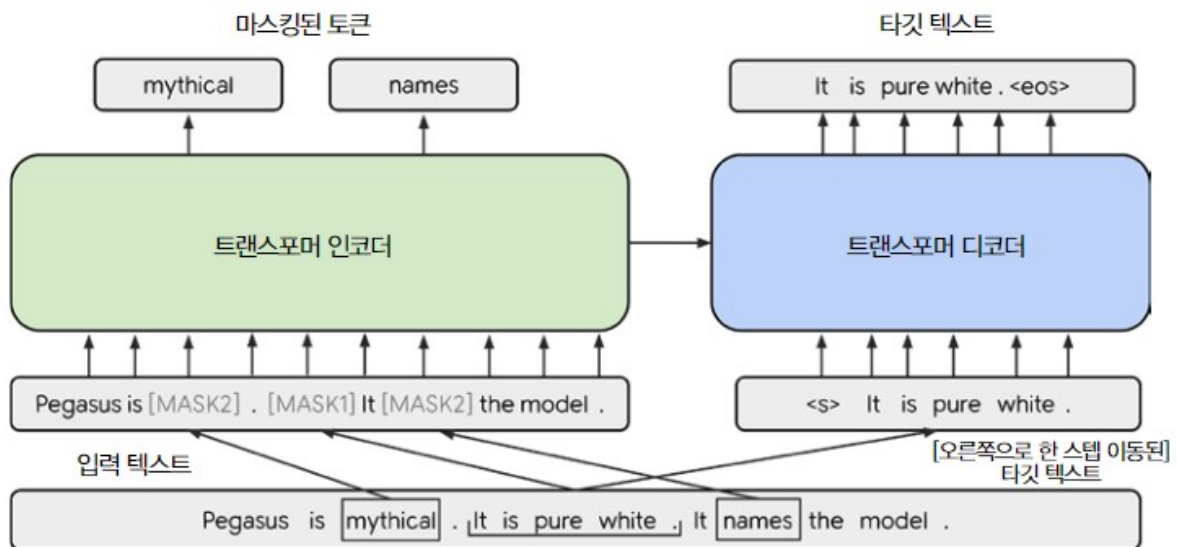 마스킹된 토큰
타깃 텍스트
mythical
names
It is pure white . <eos>
트랜스포머 인코더
트랜스포머 디코더
Pegasus is [MASK2] . [MASK1] It [MASK2] the model .
<s> It is pure white .
입력 텍스트
[오른쪽으로 한 스텝 이동된]
타깃 텍스트
Pegasus is mythical . It is pure white . It names the model .